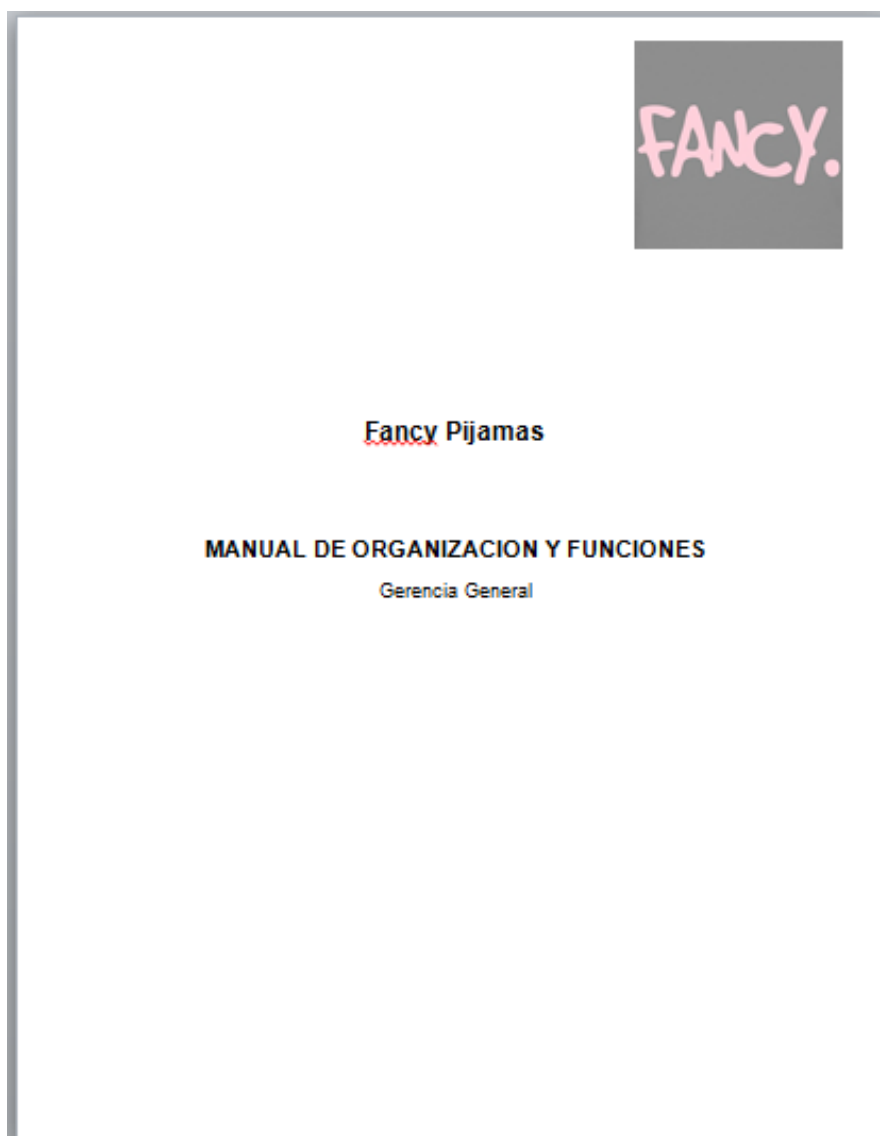 FANCY.
Fancy Pijamas
MANUAL DE ORGANIZACION Y FUNCIONES
Gerencia General